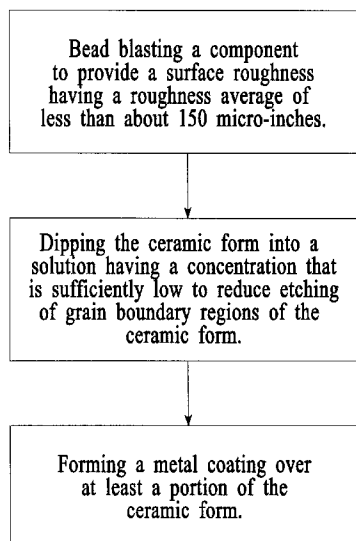 Bead blasting a component
to provide a surface roughness
having a roughness average of
less than about 150 micro-inches.
Dipping the ceramic form into a
solution having a concentration that
is sufficiently low to reduce etching
of grain boundary regions of the
ceramic form.
Forming a metal coating over
at least a portion of the
ceramic form.